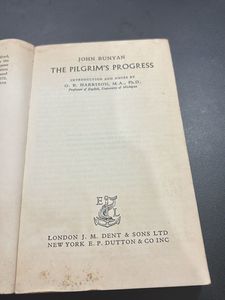 JOHN BUNYAN
THE PILGRIM'S PROGRESS
INTRODUCTION AND NOTES BY
G. B. HARRISON, M.A., Ph.D.
Professor of English, University of Michigan
E
L
LONDON J. M. DENT & SONS LTD
NEW YORK E. P. DUTTON & CO INC